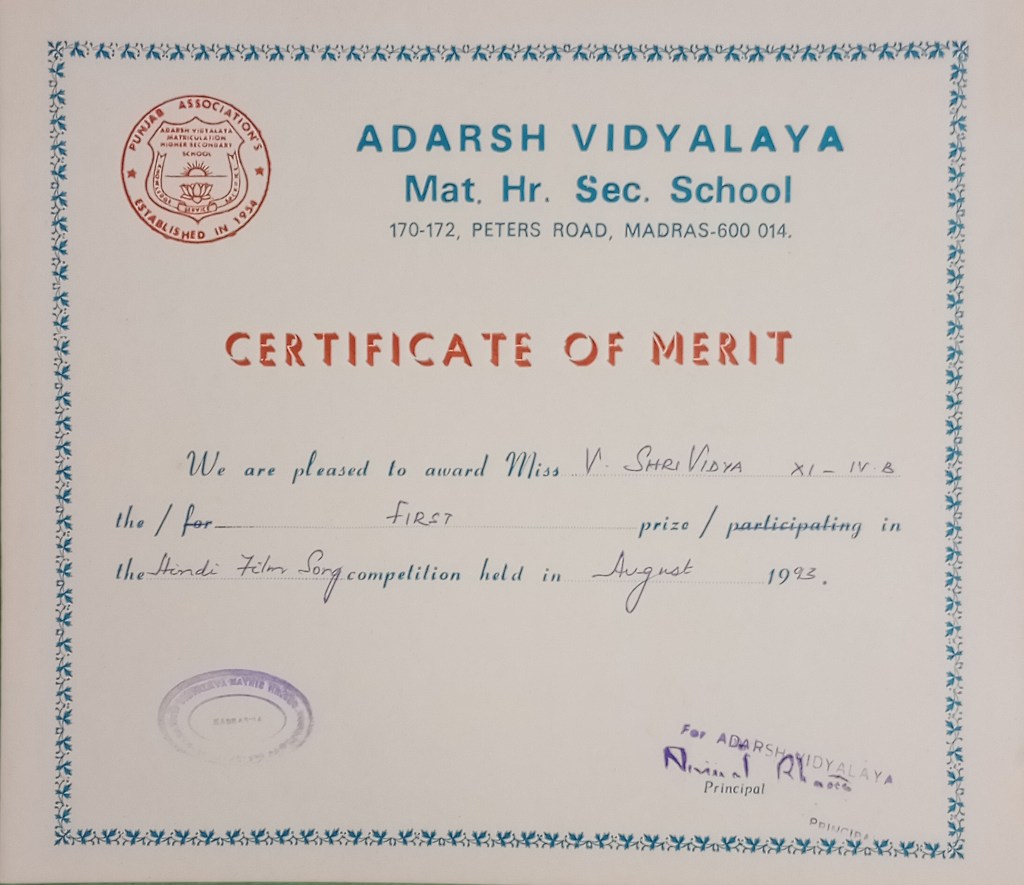 PUNJAB ASSOCIATION'S
ADARSH VIDYALAYA
MATRICULATION
HIGHER SECONDARY
SCHOOL
SERVICE
ESTABLISHED IN 1954
ADARSH VIDYALAYA
Mat. Hr. Sec. School
170-172, PETERS ROAD, MADRAS-600 014.
CERTIFICATE OF MERIT
We are pleased to award Miss V. SHRI VIDYA XI - IV. B
the / for FIRST prize / participating in
the Hindi Film Song competition held in August 1993.
For ADARSH VIDYALAYA
Principal
PRINCIPAL